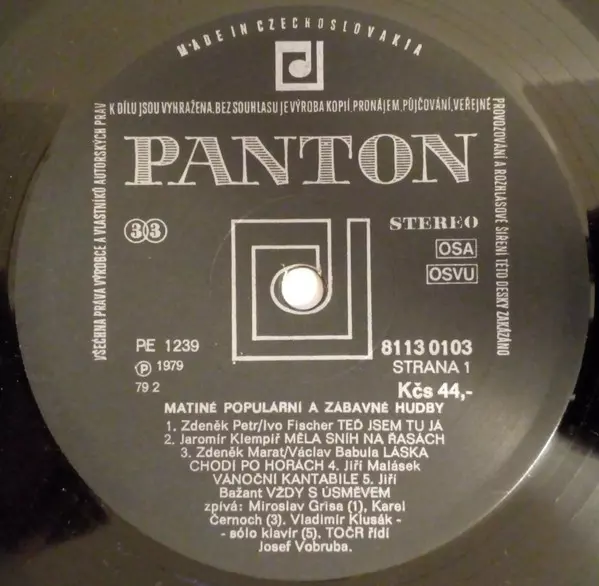 MADE IN CZECHOSLOVAKIA
VŠECHNA PRÁVA VÝROBCE A VLASTNÍKŮ AUTORSKÝCH PRÁV
K DÍLU JSOU VYHRAŽENA. BEZ SOUHLASU JE VÝROBA KOPIÍ, PRONÁJEM, PŮJČOVÁNÍ, VEŘEJNÉ
PROVOZOVÁNÍ A ROZHLASOVÉ ŠÍŘENÍ TÉTO DESKY ZAKÁZÁNO
PANTON
33
STEREO
OSA
OSVU
PE 1239
℗ 1979
79 2
8113 0103
STRANA 1
Kčs 44,-
MATINÉ POPULÁRNÍ A ZÁBAVNÉ HUDBY
1. Zdeněk Petr/Ivo Fischer TEĎ JSEM TU JÁ
2. Jaromír Klempíř MĚLA SNÍH NA ŘASÁCH
3. Zdeněk Marat/Václav Babula LÁSKA
CHODÍ PO HORÁCH 4. Jiří Malásek
VÁNOČNÍ KANTABILE 5. Jiří
Bažant VŽDY S ÚSMĚVEM
zpívá: Miroslav Grisa (1), Karel
Černoch (3). Vladimír Klusák -
- sólo klavír (5). TOČR řídí
Josef Vobruba.